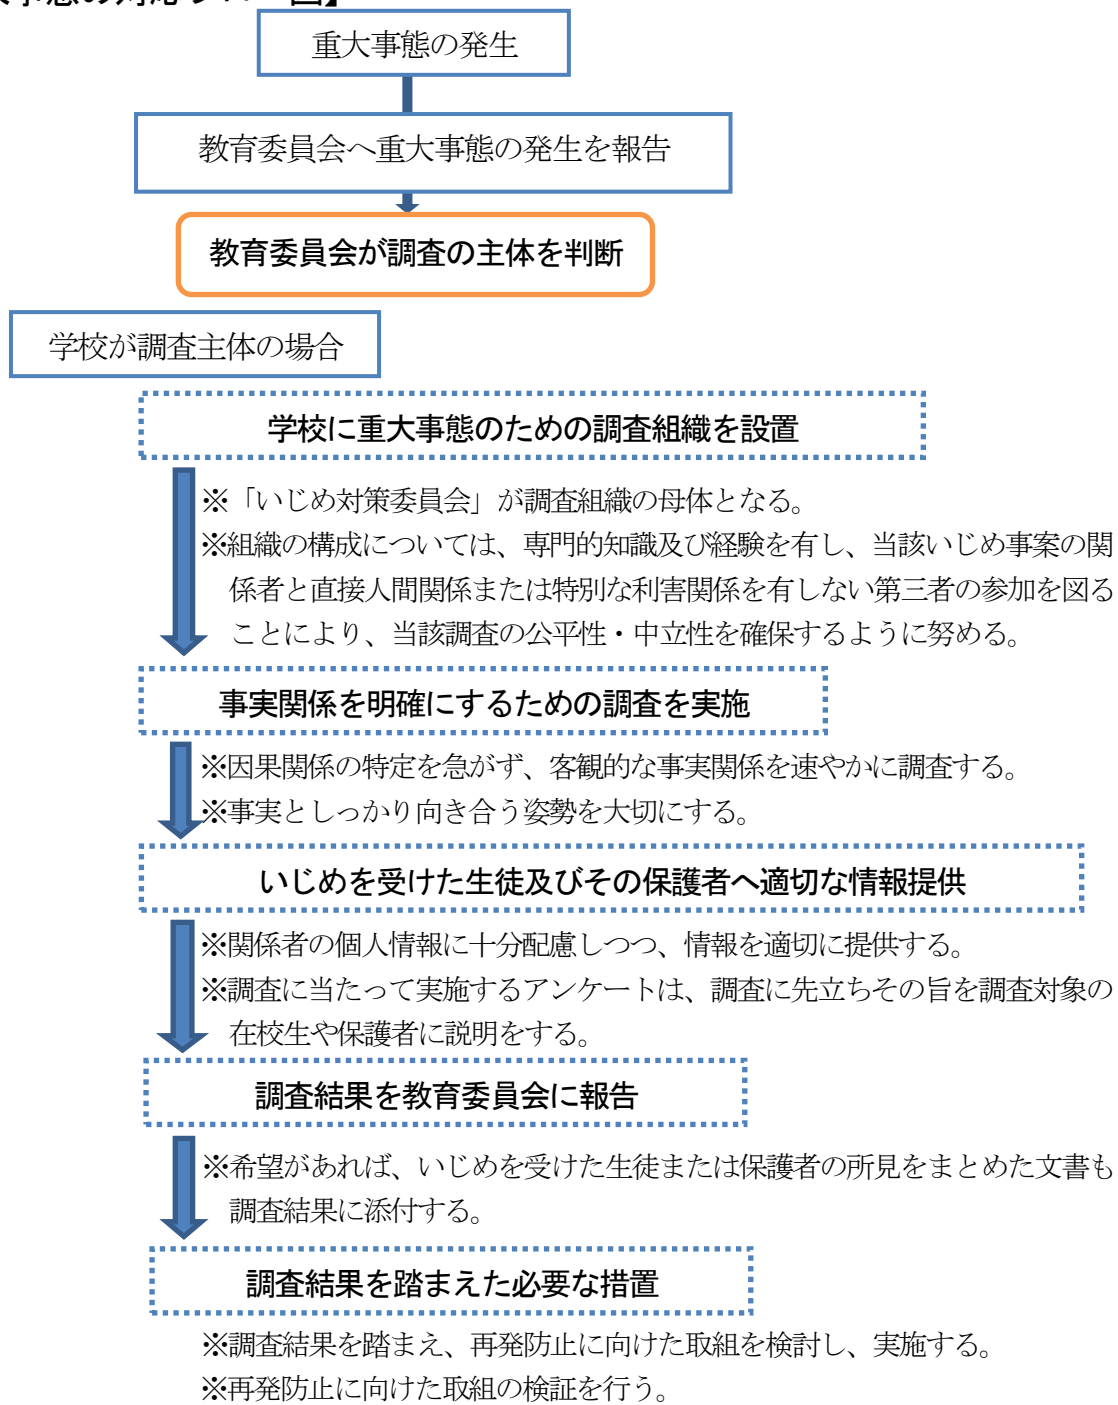 事態の対応フロー図】
重大事態の発生
教育委員会へ重大事態の発生を報告
教育委員会が調査の主体を判断
学校が調査主体の場合
学校に重大事態のための調査組織を設置
※「いじめ対策委員会」が調査組織の母体となる。
※組織の構成については、専門的知識及び経験を有し、当該いじめ事案の関
係者と直接人間関係または特別な利害関係を有しない第三者の参加を図る
ことにより、当該調査の公平性・中立性を確保するように努める。
事実関係を明確にするための調査を実施
※因果関係の特定を急がず、客観的な事実関係を速やかに調査する。
※事実としっかり向き合う姿勢を大切にする。
いじめを受けた生徒及びその保護者へ適切な情報提供
※関係者の個人情報に十分配慮しつつ、情報を適切に提供する。
※調査に当たって実施するアンケートは、調査に先立ちその旨を調査対象の
在校生や保護者に説明をする。
調査結果を教育委員会に報告
※希望があれば、いじめを受けた生徒または保護者の所見をまとめた文書も
調査結果に添付する。
調査結果を踏まえた必要な措置
※調査結果を踏まえ、再発防止に向けた取組を検討し、実施する。
※再発防止に向けた取組の検証を行う。